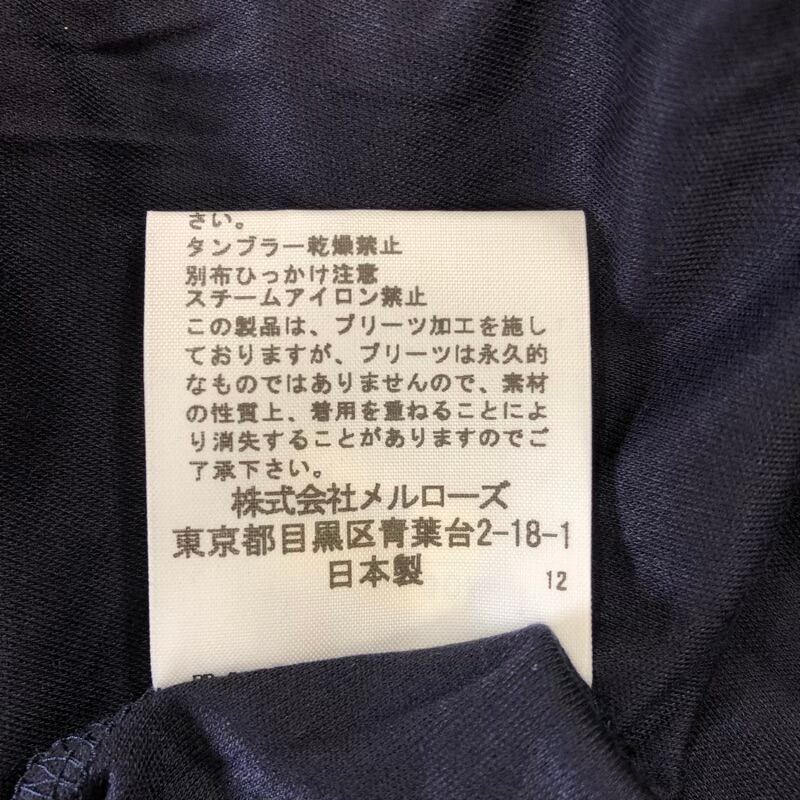 さい。
タンブラー乾燥禁止
別布ひっかけ注意
スチームアイロン禁止
この製品は、プリーツ加工を施し
ておりますが、プリーツは永久的
なものではありませんので、素材
の性質上、着用を重ねることによ
り消失することがありますのでご
了承下さい。
株式会社メルローズ
東京都目黒区青葉台2-18-1
日本製
12